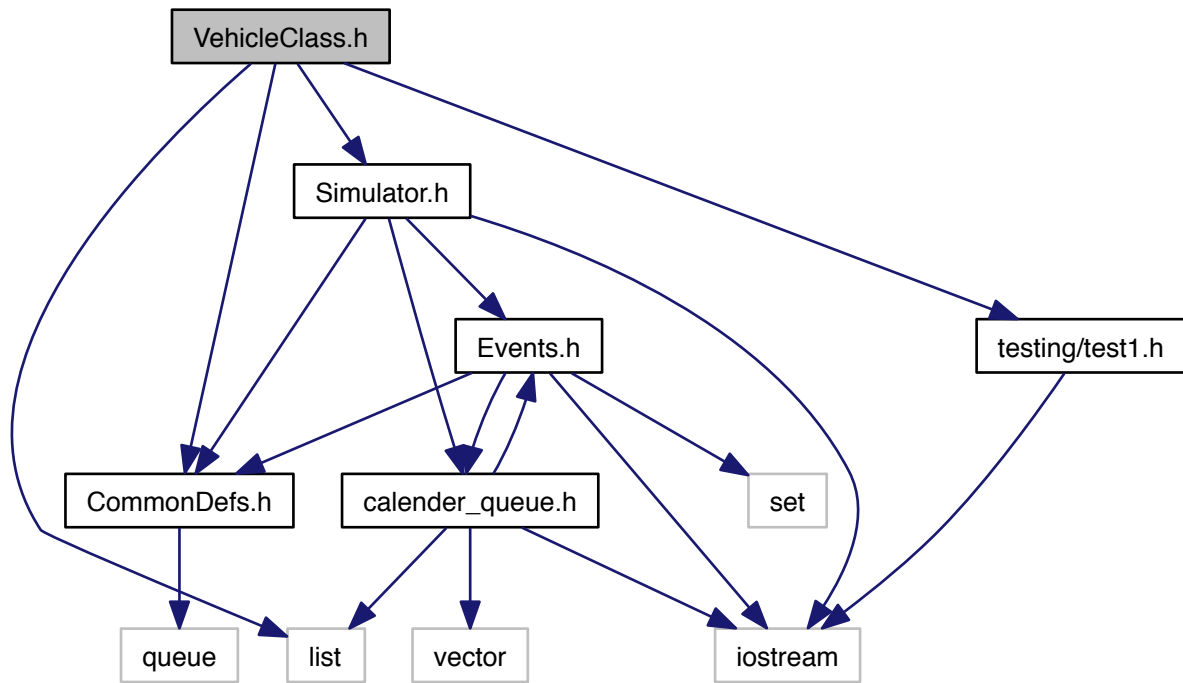 VehicleClass.h
Simulator.h
Events.h
testing/test1.h
CommonDefs.h
calender_queue.h
set
queue
list
vector
iostream